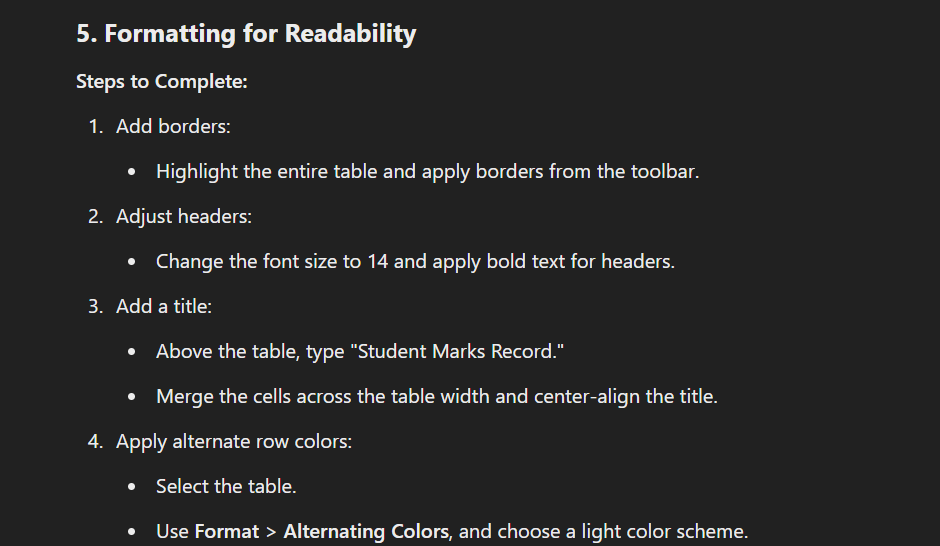 5. Formatting for Readability
Steps to Complete:
1. Add borders:
• Highlight the entire table and apply borders from the toolbar.
2. Adjust headers:
• Change the font size to 14 and apply bold text for headers.
3. Add a title:
• Above the table, type "Student Marks Record."
• Merge the cells across the table width and center-align the title.
4. Apply alternate row colors:
• Select the table.
• Use Format > Alternating Colors, and choose a light color scheme.